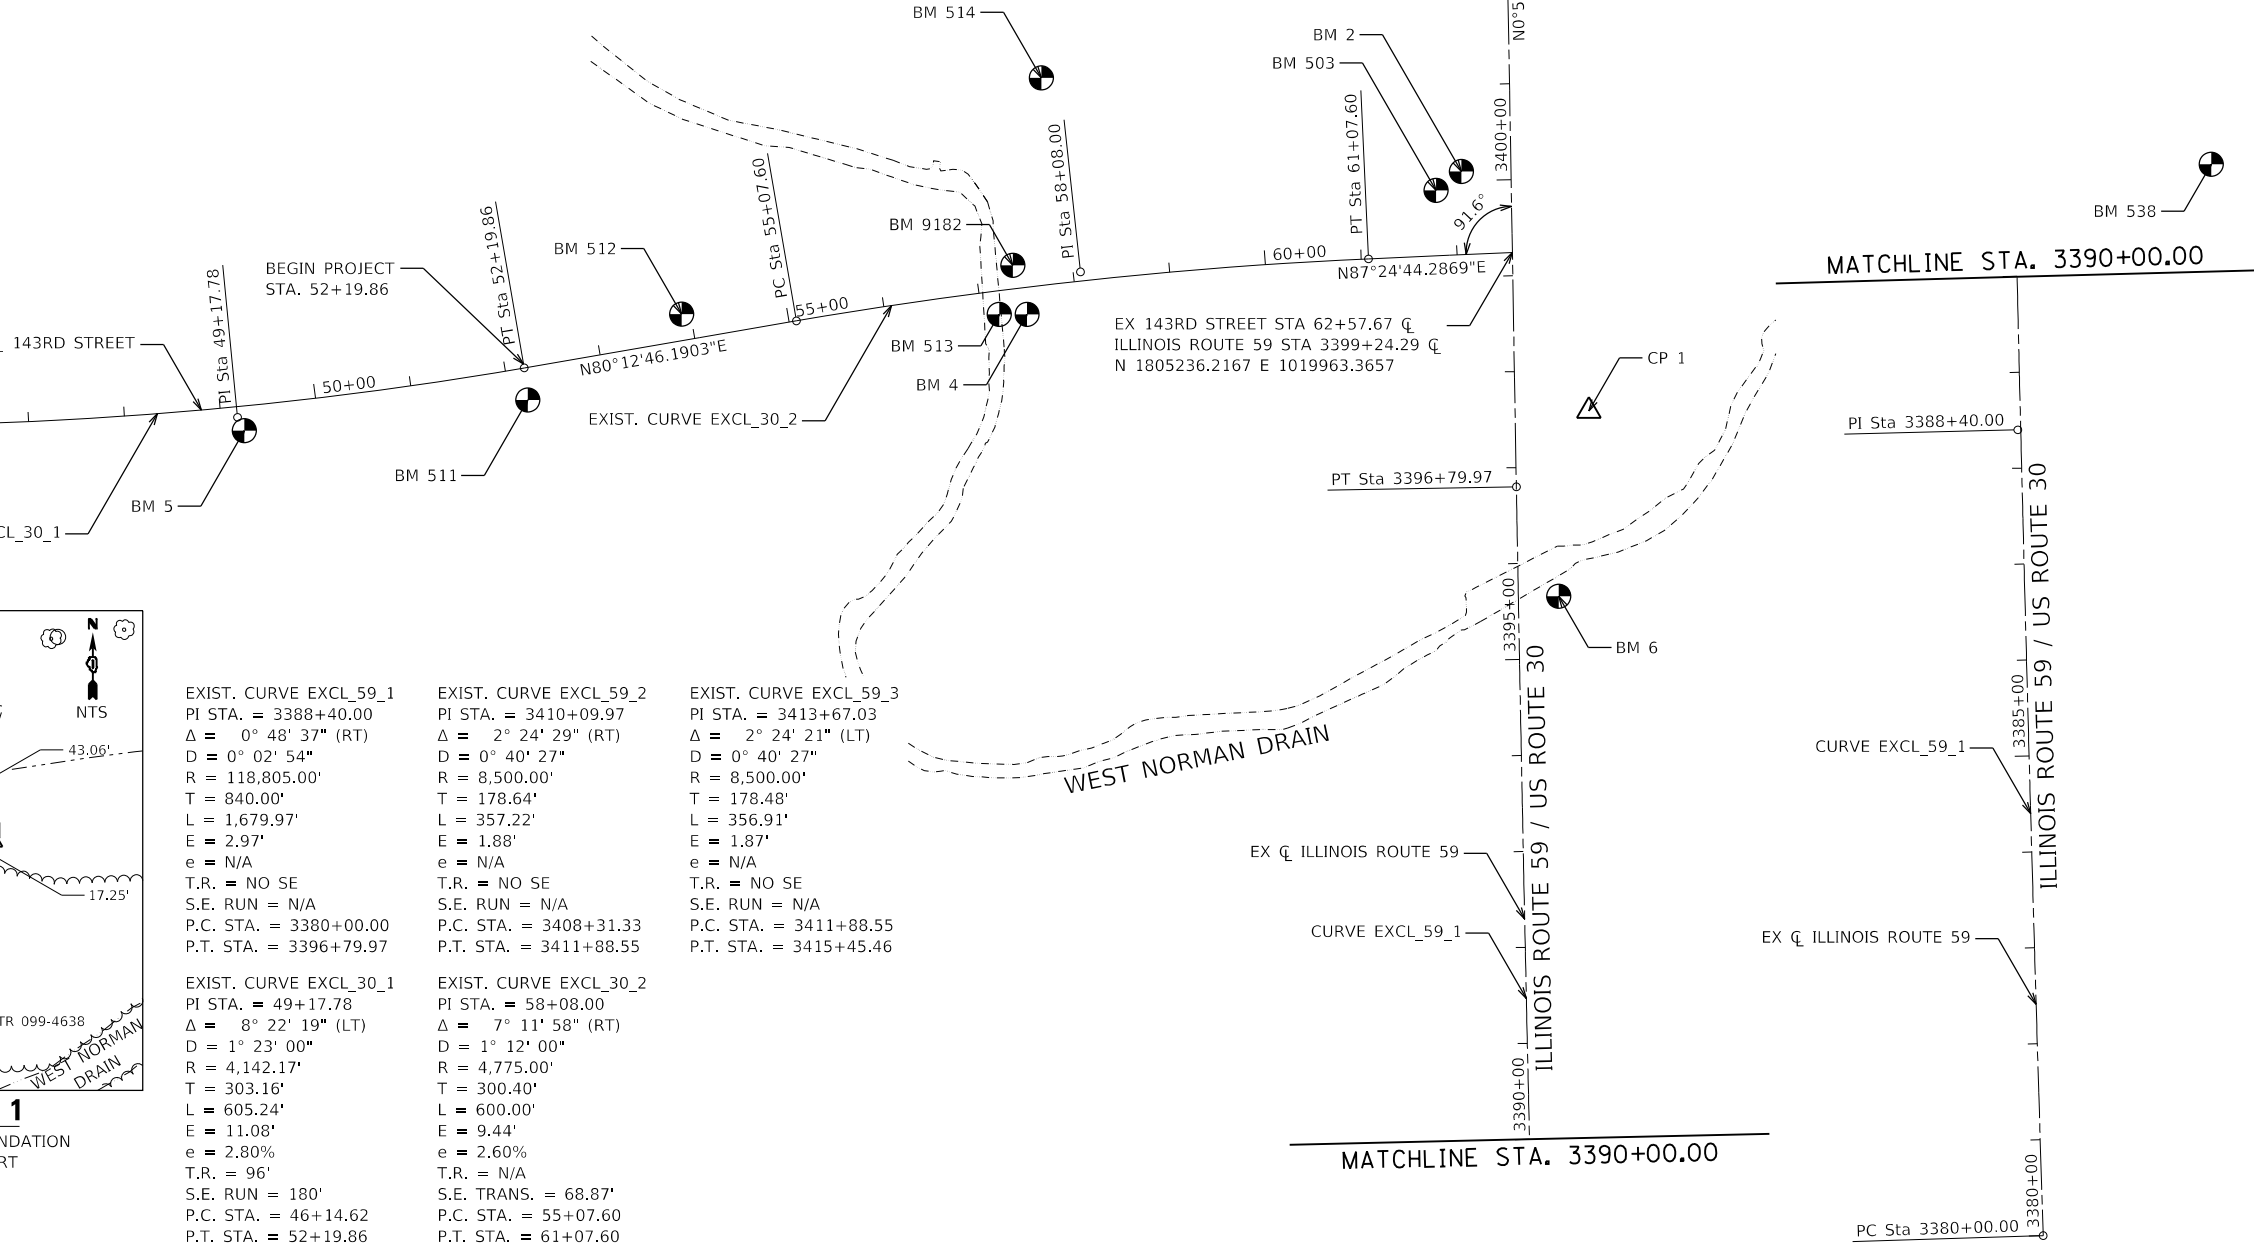 BM 514
BM 2
BM 503
N0°5
3400+00
91.6°
PT Sta 61+07.60
PI Sta 58+08.00
BM 538
MATCHLINE STA. 3390+00.00
BM 9182
BM 512
PC Sta 55+07.60
PT Sta 52+19.86
BEGIN PROJECT
STA. 52+19.86
PI Sta 49+17.78
60+00
N87°24'44.2869"E
55+00
EX 143RD STREET STA 62+57.67 ℄
ILLINOIS ROUTE 59 STA 3399+24.29 ℄
N 1805236.2167 E 1019963.3657
143RD STREET
50+00
N80°12'46.1903"E
BM 513
BM 4
CP 1
EXIST. CURVE EXCL_30_2
PI Sta 3388+40.00
BM 511
BM 5
PT Sta 3396+79.97
CL_30_1
3395+00
BM 6
NTS
N
43.06'
17.25'
TR 099-4638
WEST NORMAN
DRAIN
1
NDATION
RT
EXIST. CURVE EXCL_59_1
PI STA. = 3388+40.00
Δ = 0° 48' 37" (RT)
D = 0° 02' 54"
R = 118,805.00'
T = 840.00'
L = 1,679.97'
E = 2.97'
e = N/A
T.R. = NO SE
S.E. RUN = N/A
P.C. STA. = 3380+00.00
P.T. STA. = 3396+79.97
EXIST. CURVE EXCL_59_2
PI STA. = 3410+09.97
Δ = 2° 24' 29" (RT)
D = 0° 40' 27"
R = 8,500.00'
T = 178.64'
L = 357.22'
E = 1.88'
e = N/A
T.R. = NO SE
S.E. RUN = N/A
P.C. STA. = 3408+31.33
P.T. STA. = 3411+88.55
EXIST. CURVE EXCL_59_3
PI STA. = 3413+67.03
Δ = 2° 24' 21" (LT)
D = 0° 40' 27"
R = 8,500.00'
T = 178.48'
L = 356.91'
E = 1.87'
e = N/A
T.R. = NO SE
S.E. RUN = N/A
P.C. STA. = 3411+88.55
P.T. STA. = 3415+45.46
EXIST. CURVE EXCL_30_1
PI STA. = 49+17.78
Δ = 8° 22' 19" (LT)
D = 1° 23' 00"
R = 4,142.17'
T = 303.16'
L = 605.24'
E = 11.08'
e = 2.80%
T.R. = 96'
S.E. RUN = 180'
P.C. STA. = 46+14.62
P.T. STA. = 52+19.86
EXIST. CURVE EXCL_30_2
PI STA. = 58+08.00
Δ = 7° 11' 58" (RT)
D = 1° 12' 00"
R = 4,775.00'
T = 300.40'
L = 600.00'
E = 9.44'
e = 2.60%
T.R. = N/A
S.E. TRANS. = 68.87'
P.C. STA. = 55+07.60
P.T. STA. = 61+07.60
WEST NORMAN DRAIN
ILLINOIS ROUTE 59 / US ROUTE 30
EX ℄ ILLINOIS ROUTE 59
CURVE EXCL_59_1
3390+00
MATCHLINE STA. 3390+00.00
ILLINOIS ROUTE 59 / US ROUTE 30
3385+00
CURVE EXCL_59_1
EX ℄ ILLINOIS ROUTE 59
3380+00
PC Sta 3380+00.00